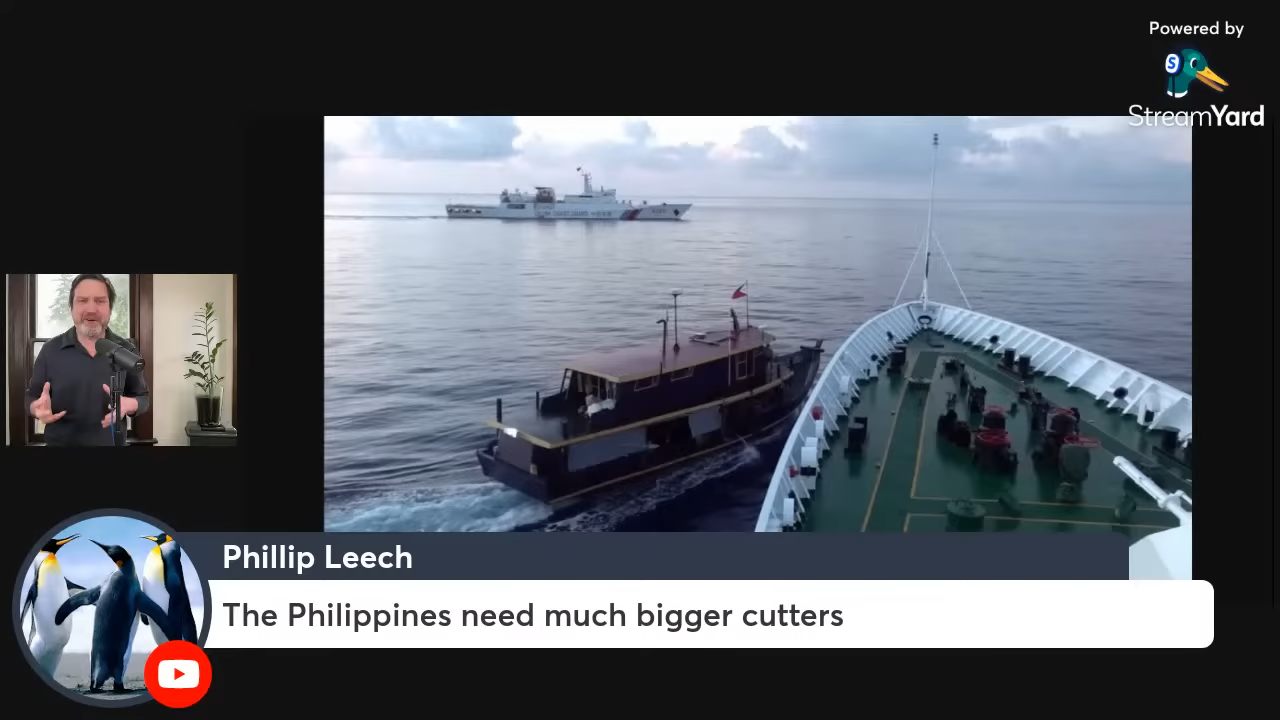 Powered by
StreamYard
Phillip Leech
The Philippines need much bigger cutters